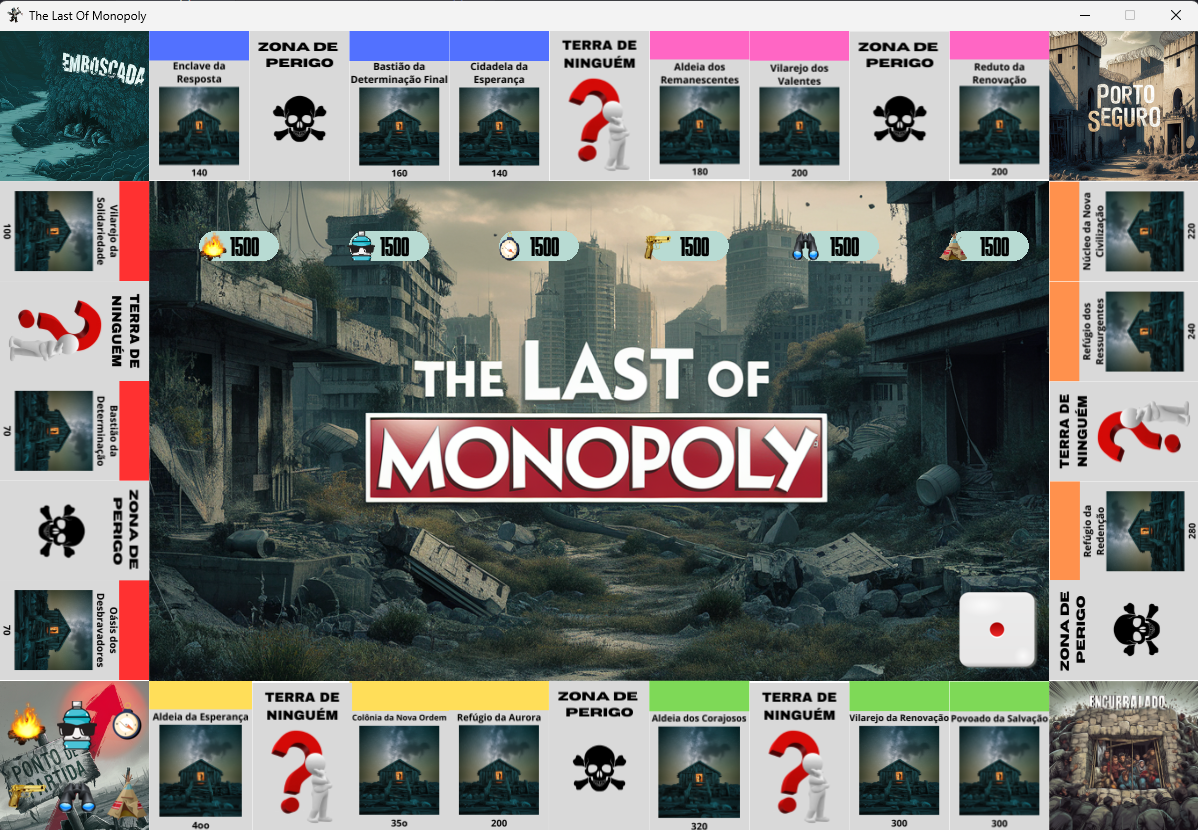 The Last Of Monopoly
EMBOSCADA
Enclave da
Resposta
140
ZONA DE
PERIGO
Bastião da
Determinação Final
160
Cidadela da
Esperança
140
TERRA DE
NINGUÉM
Aldeia dos
Remanescentes
180
Vilarejo dos
Valentes
200
ZONA DE
PERIGO
Reduto da
Renovação
200
PORTO
SEGURO
Vilarejo da
Solidariedade
100
TERRA DE
NINGUÉM
Bastião da
Determinação
70
ZONA DE
PERIGO
Oásis dos
Desbravadores
70
1500
1500
1500
1500
1500
1500
THE LAST OF
MONOPOLY
Núcleo da Nova
Civilização
220
Refúgio dos
Ressurgentes
240
TERRA DE
NINGUÉM
Refúgio da
Redenção
280
ZONA DE
PERIGO
PONTO DE
PARTIDA
Aldeia da Esperança
4oo
TERRA DE
NINGUÉM
Colônia da Nova Ordem
35o
Refúgio da Aurora
200
ZONA DE
PERIGO
Aldeia dos Corajosos
320
TERRA DE
NINGUÉM
Vilarejo da Renovação
300
Povoado da Salvação
300
ENCURRALADO